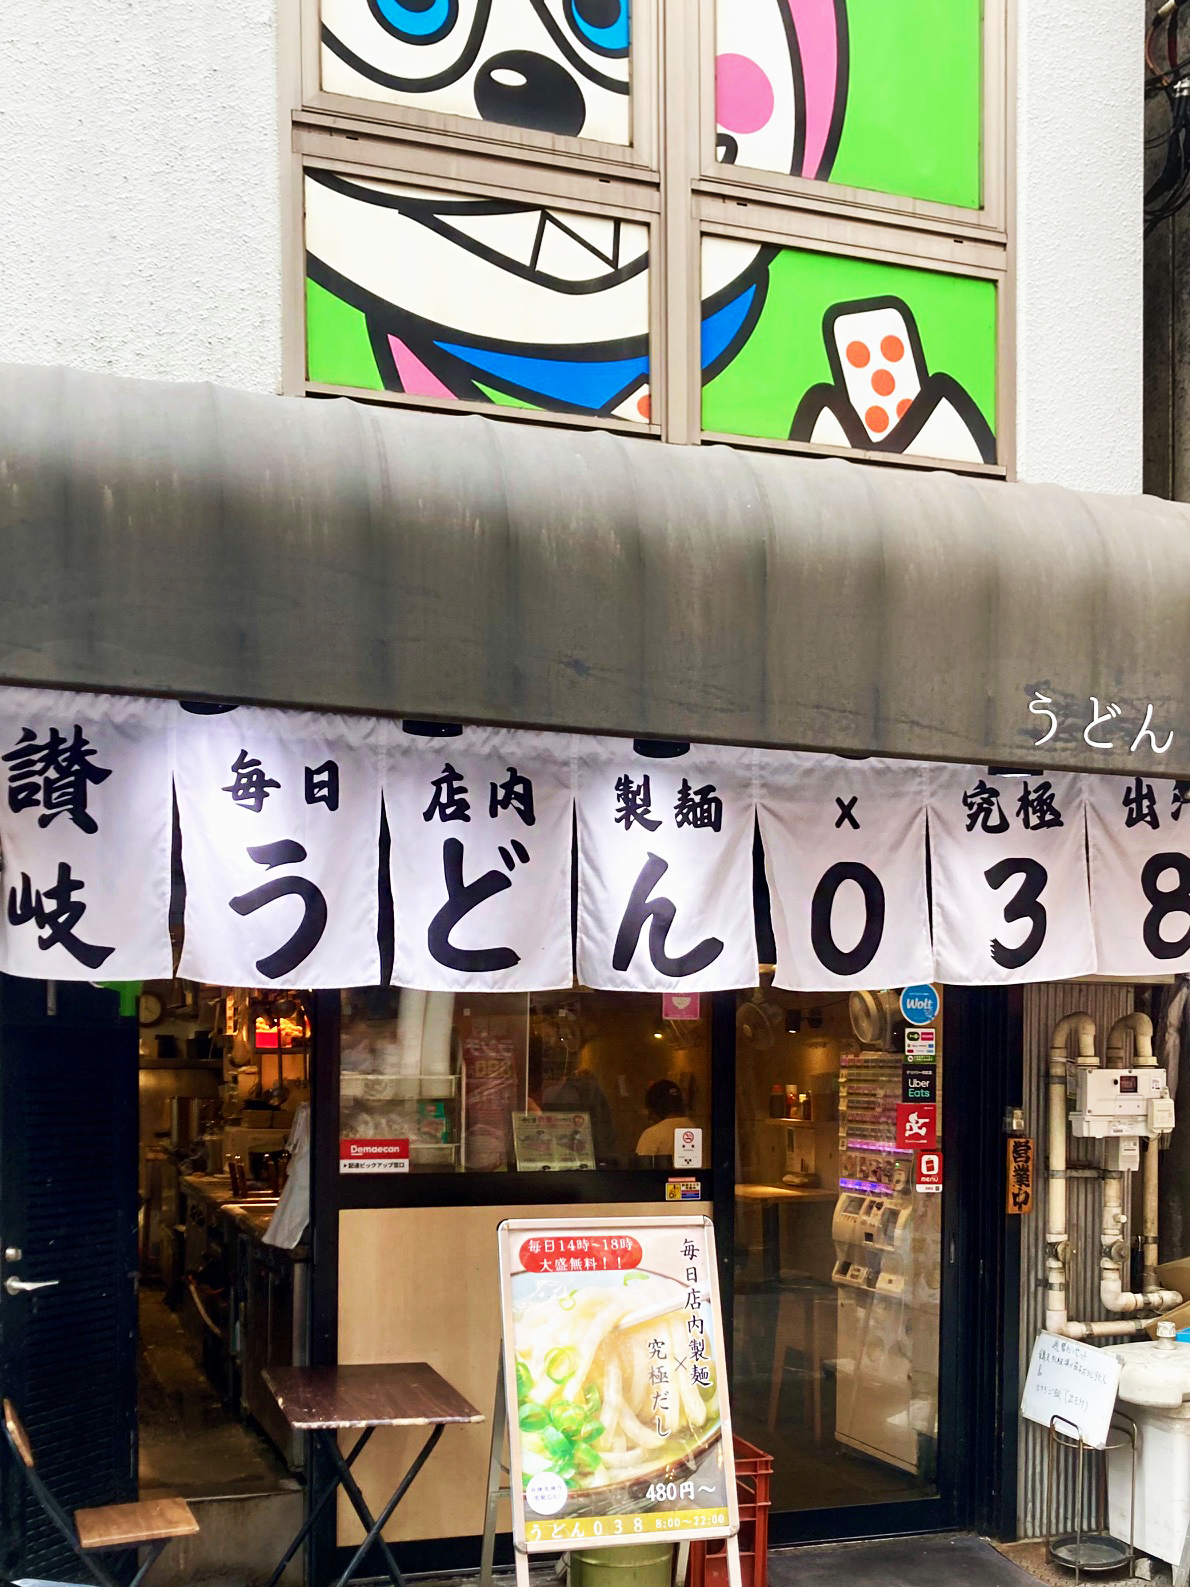 うどん
讃岐
毎日 店内 製麺 × 究極 出
うどん038
Wolt
Uber
Eats
Demaecan
menu
営業中
毎日14時~18時
大盛無料!!
毎日店内製麺
×
究極だし
480円~
うどん038 8:00~22:00